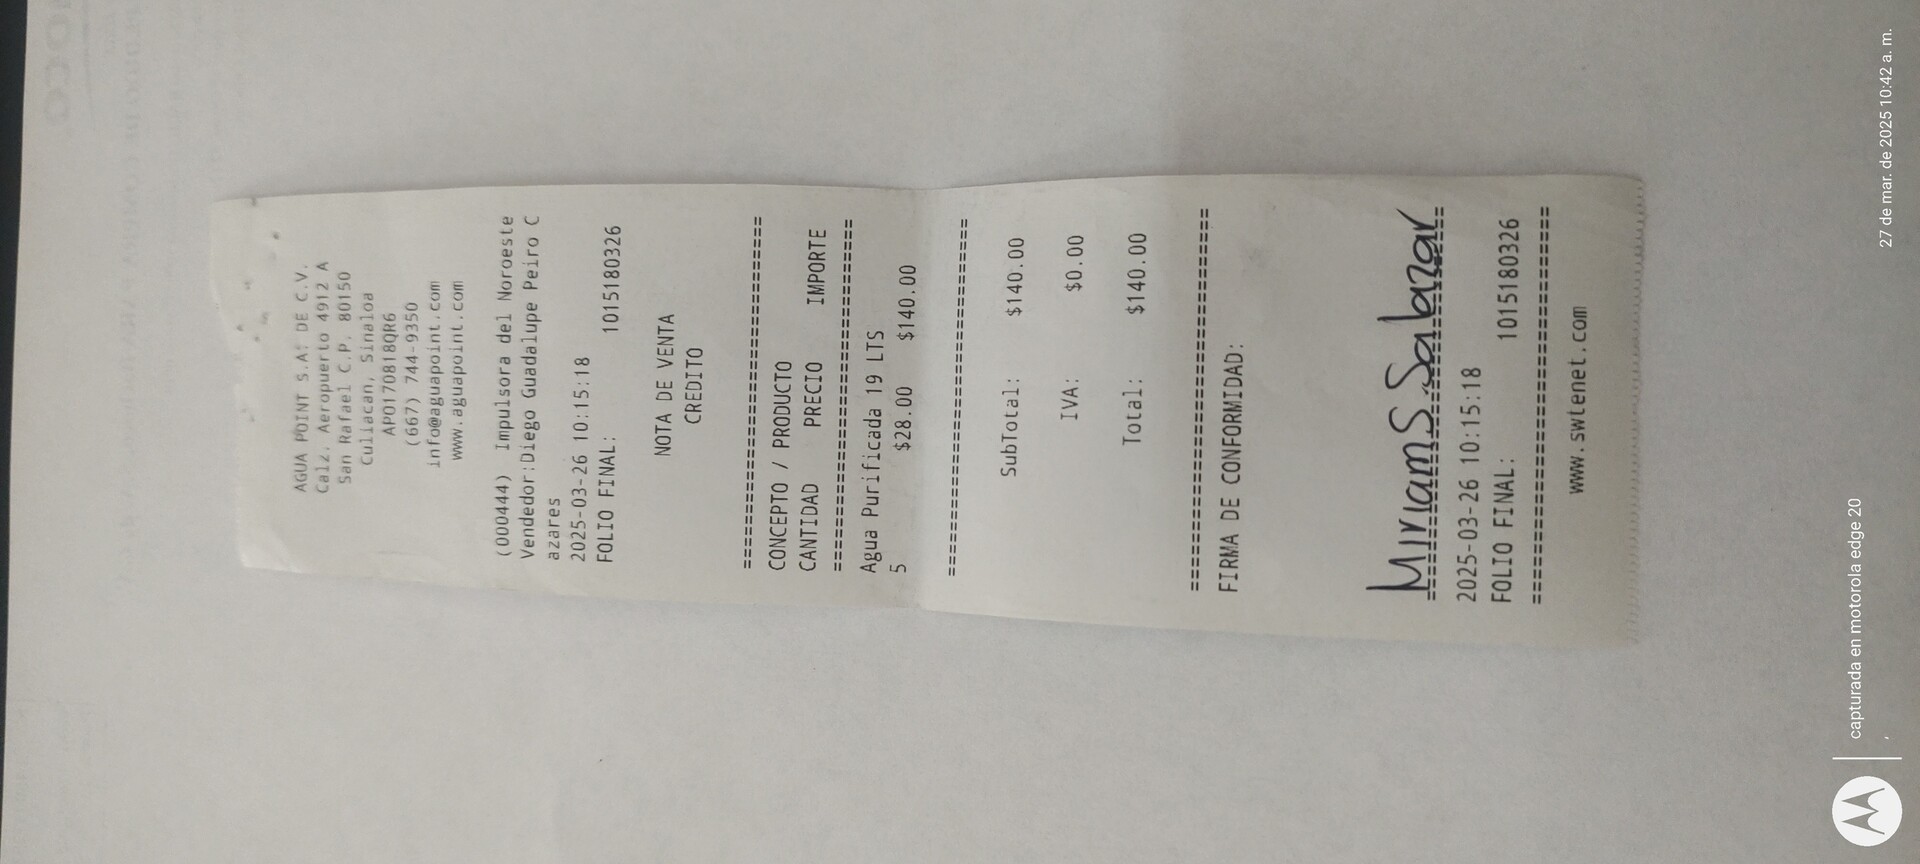 AGUA POINT S.A. DE C.V.
Calz. Aeropuerto 4912 A
San Rafael C.P. 80150
Culiacan, Sinaloa
APO170818QR6
(667) 744-9350
info@aguapoint.com
www.aguapoint.com
(000444) Impulsora del Noroeste
Vendedor:Diego Guadalupe Peiro C
azares
2025-03-26 10:15:18
FOLIO FINAL: 1015180326
NOTA DE VENTA
CREDITO
================================
CONCEPTO / PRODUCTO
CANTIDAD PRECIO IMPORTE
================================
Agua Purificada 19 LTS
5 $28.00 $140.00
================================
SubTotal: $140.00
IVA: $0.00
Total: $140.00
================================
FIRMA DE CONFORMIDAD:
Miriam S. Salazar
================================
2025-03-26 10:15:18
FOLIO FINAL: 1015180326
================================
www.swtenet.com
capturada en motorola edge 20
27 de mar. de 2025 10:42 a. m.